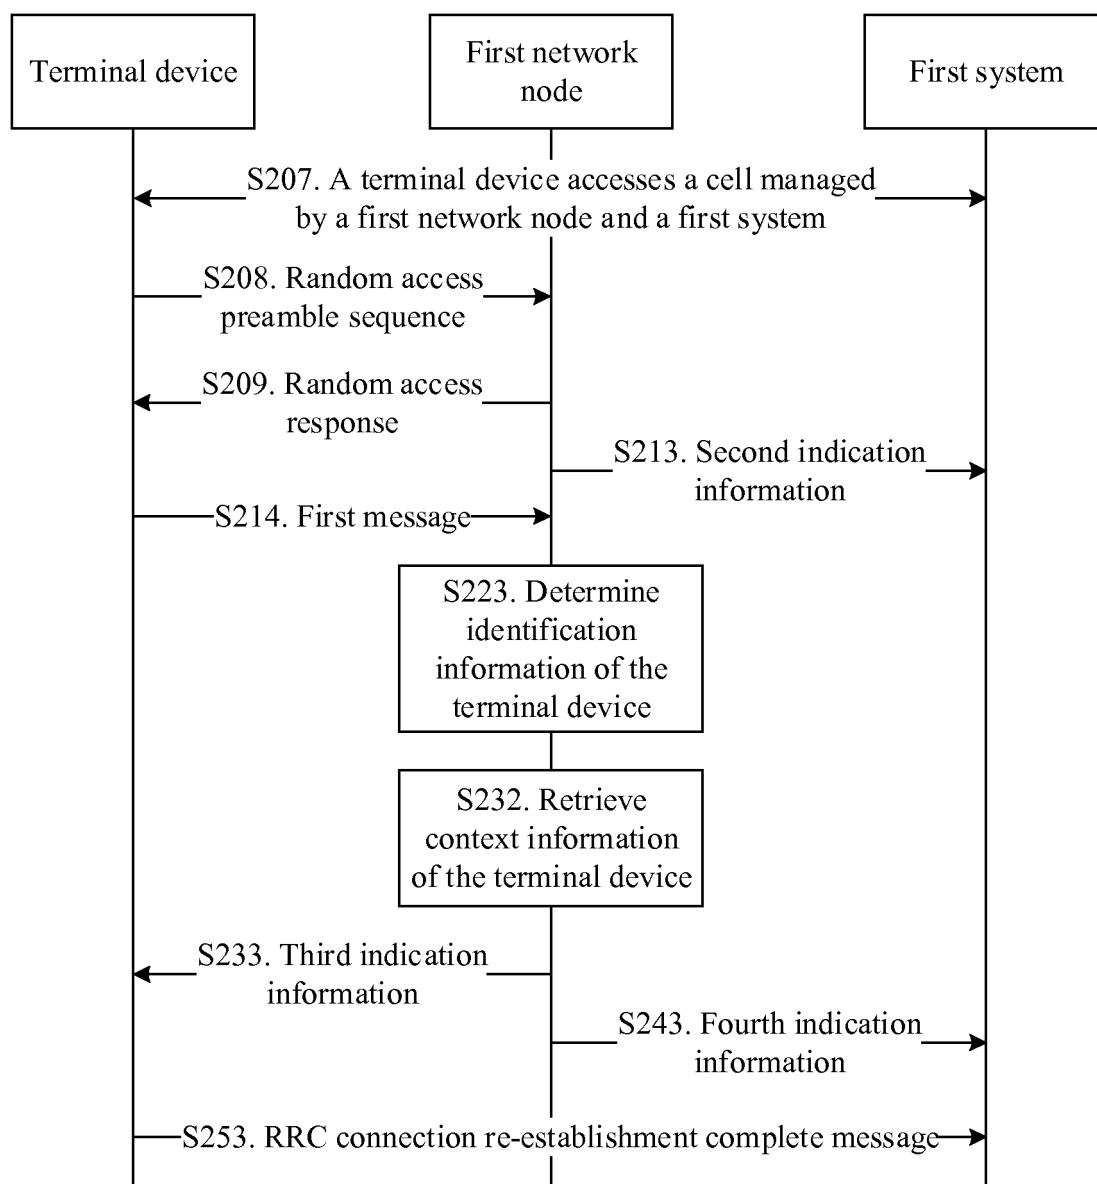 Terminal device
First network
node
First system
S207. A terminal device accesses a cell managed
by a first network node and a first system
S208. Random access
preamble sequence
S209. Random access
response
S213. Second indication
information
S214. First message
S223. Determine
identification
information of the
terminal device
S232. Retrieve
context information
of the terminal device
S233. Third indication
information
S243. Fourth indication
information
S253. RRC connection re-establishment complete message